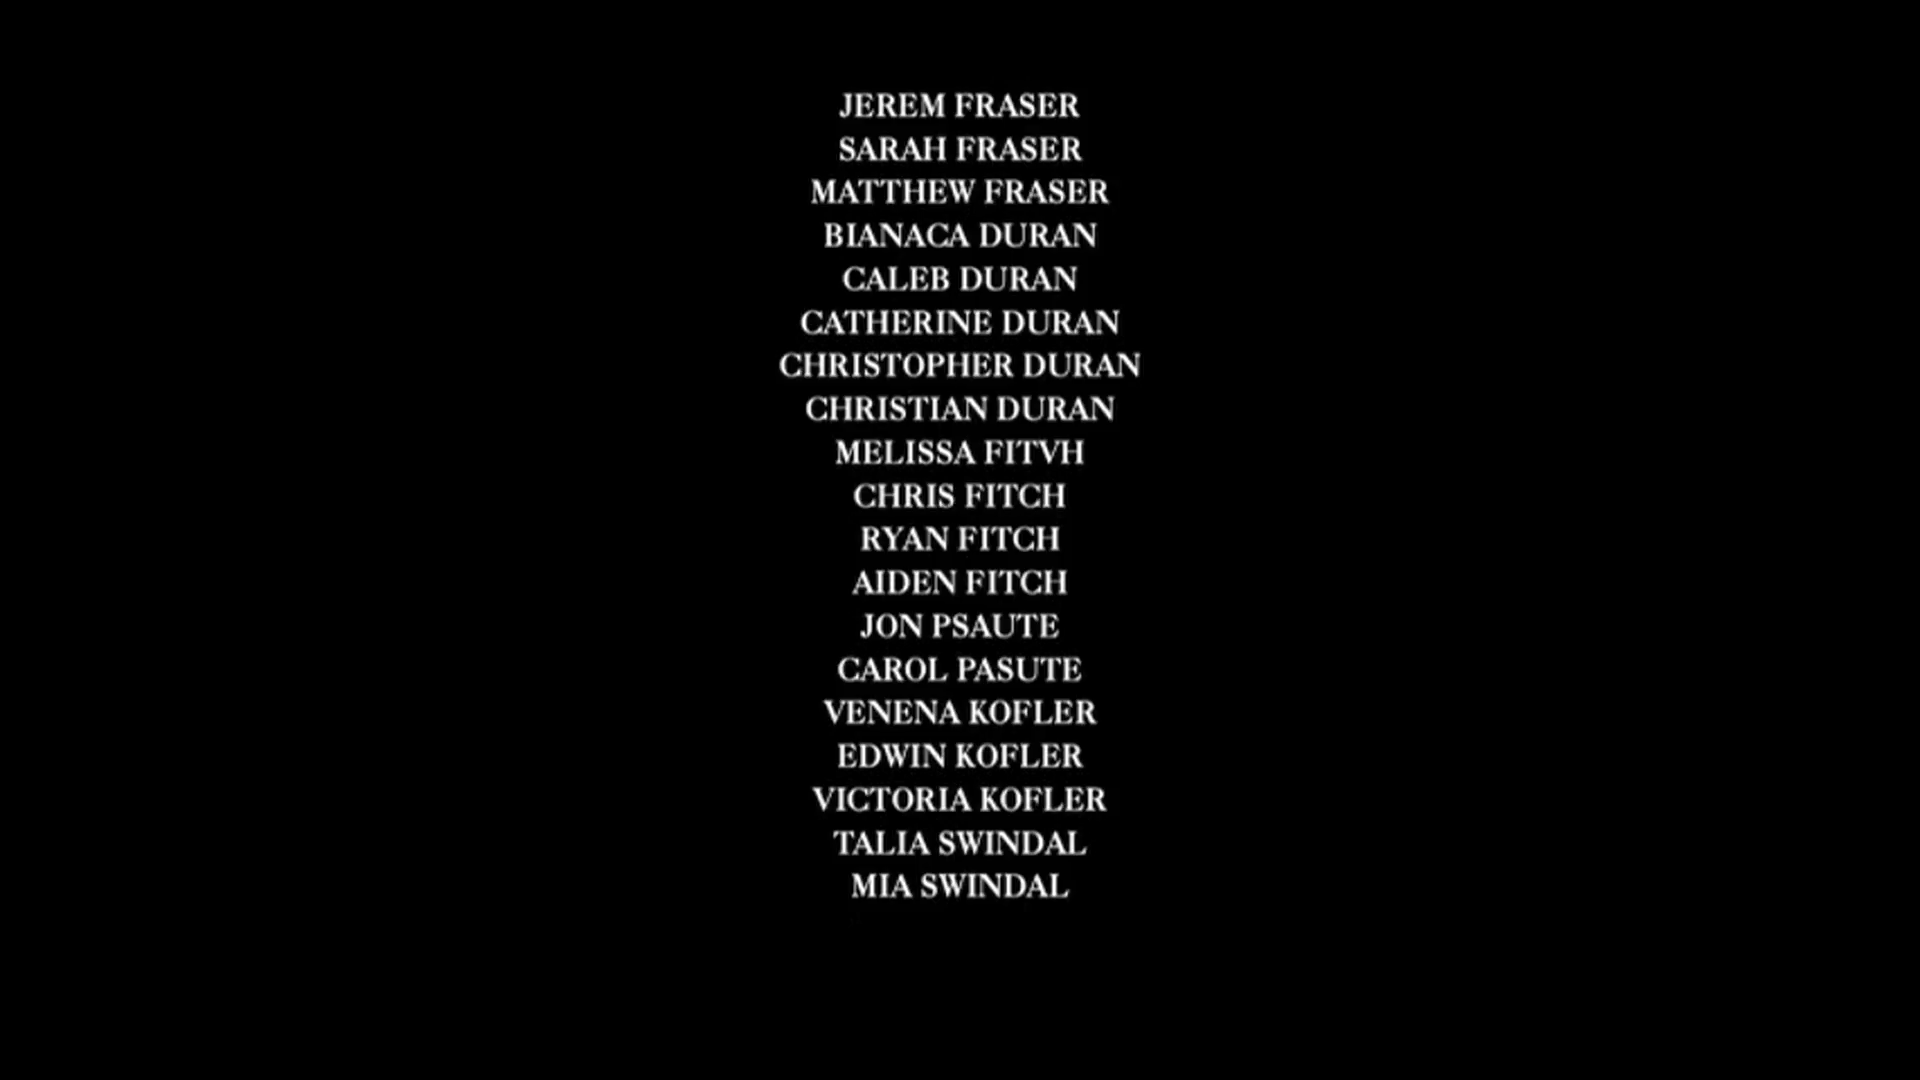 JEREM FRASER
SARAH FRASER
MATTHEW FRASER
BIANACA DURAN
CALEB DURAN
CATHERINE DURAN
CHRISTOPHER DURAN
CHRISTIAN DURAN
MELISSA FITVH
CHRIS FITCH
RYAN FITCH
AIDEN FITCH
JON PSAUTE
CAROL PASUTE
VENENA KOFLER
EDWIN KOFLER
VICTORIA KOFLER
TALIA SWINDAL
MIA SWINDAL